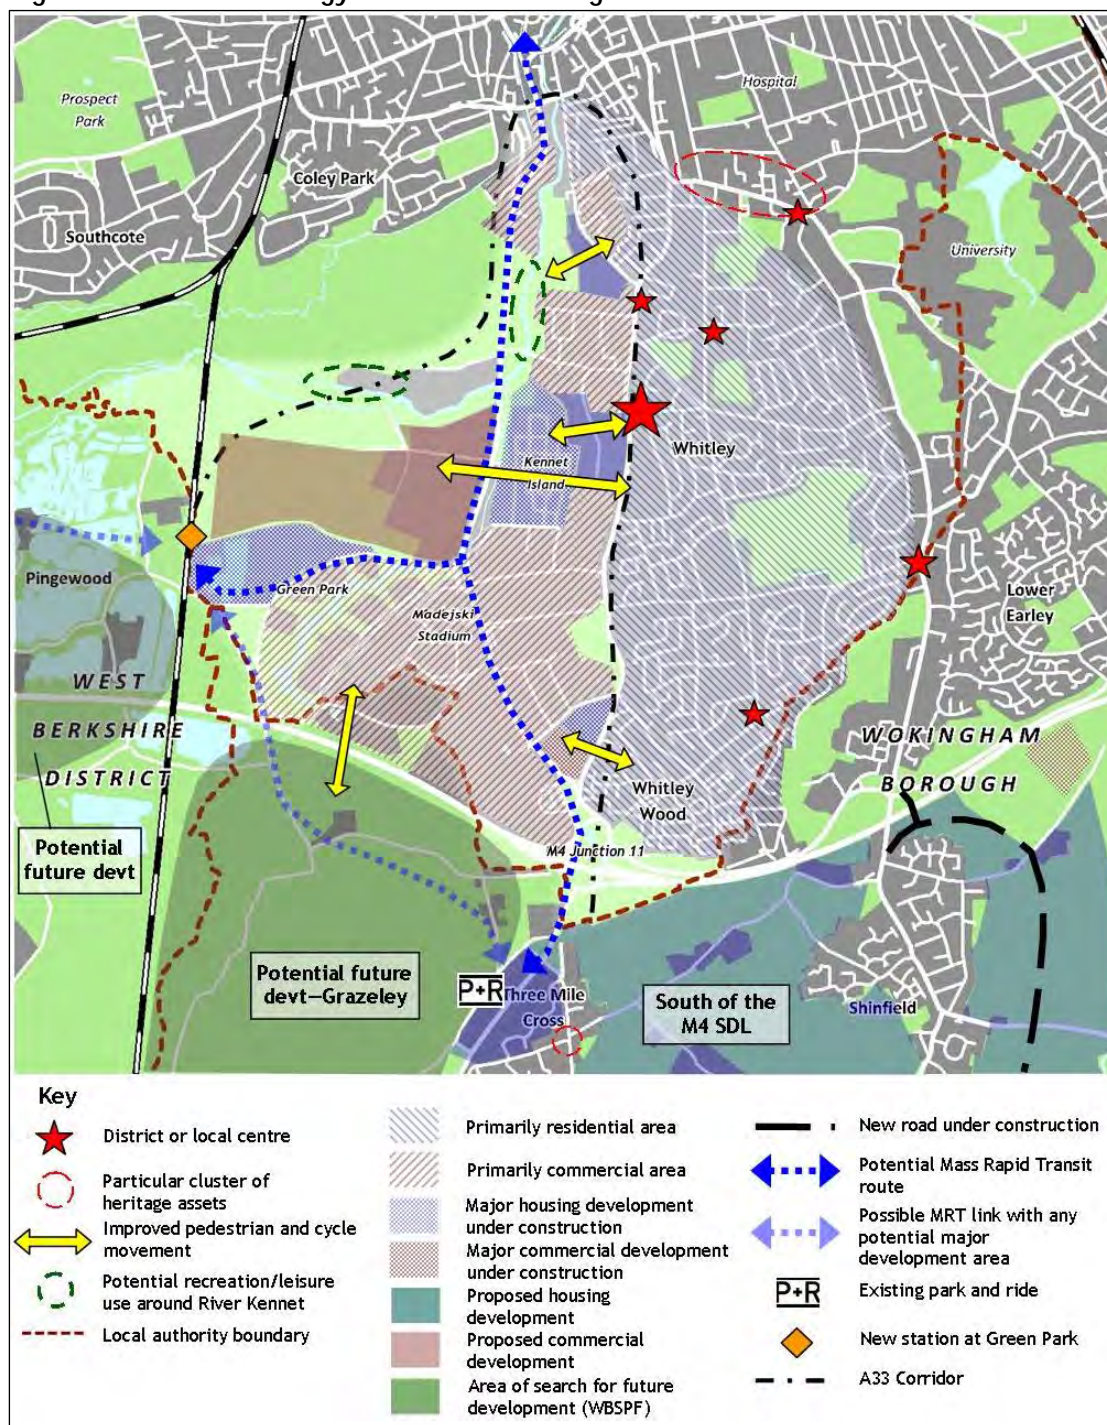 Prospect
Park
Hospital
Coley Park
Southcote
University
Whitley
Kennet
Island
Pingewood
Green Park
Lower
Earley
Madejski
Stadium
WEST
BERKSHIRE
DISTRICT
WOKINGHAM
BOROUGH
Whitley
Wood
Potential
future devt
M4 Junction 11
Potential future
devt—Grazeley
P+R
Three Mile
Cross
South of the
M4 SDL
Shinfield
Key
District or local centre
Particular cluster of
heritage assets
Improved pedestrian and cycle
movement
Potential recreation/leisure
use around River Kennet
Local authority boundary
Primarily residential area
Primarily commercial area
Major housing development
under construction
Major commercial development
under construction
Proposed housing
development
Proposed commercial
development
Area of search for future
development (WBSPF)
New road under construction
Potential Mass Rapid Transit
route
Possible MRT link with any
potential major
development area
P+R
Existing park and ride
New station at Green Park
A33 Corridor